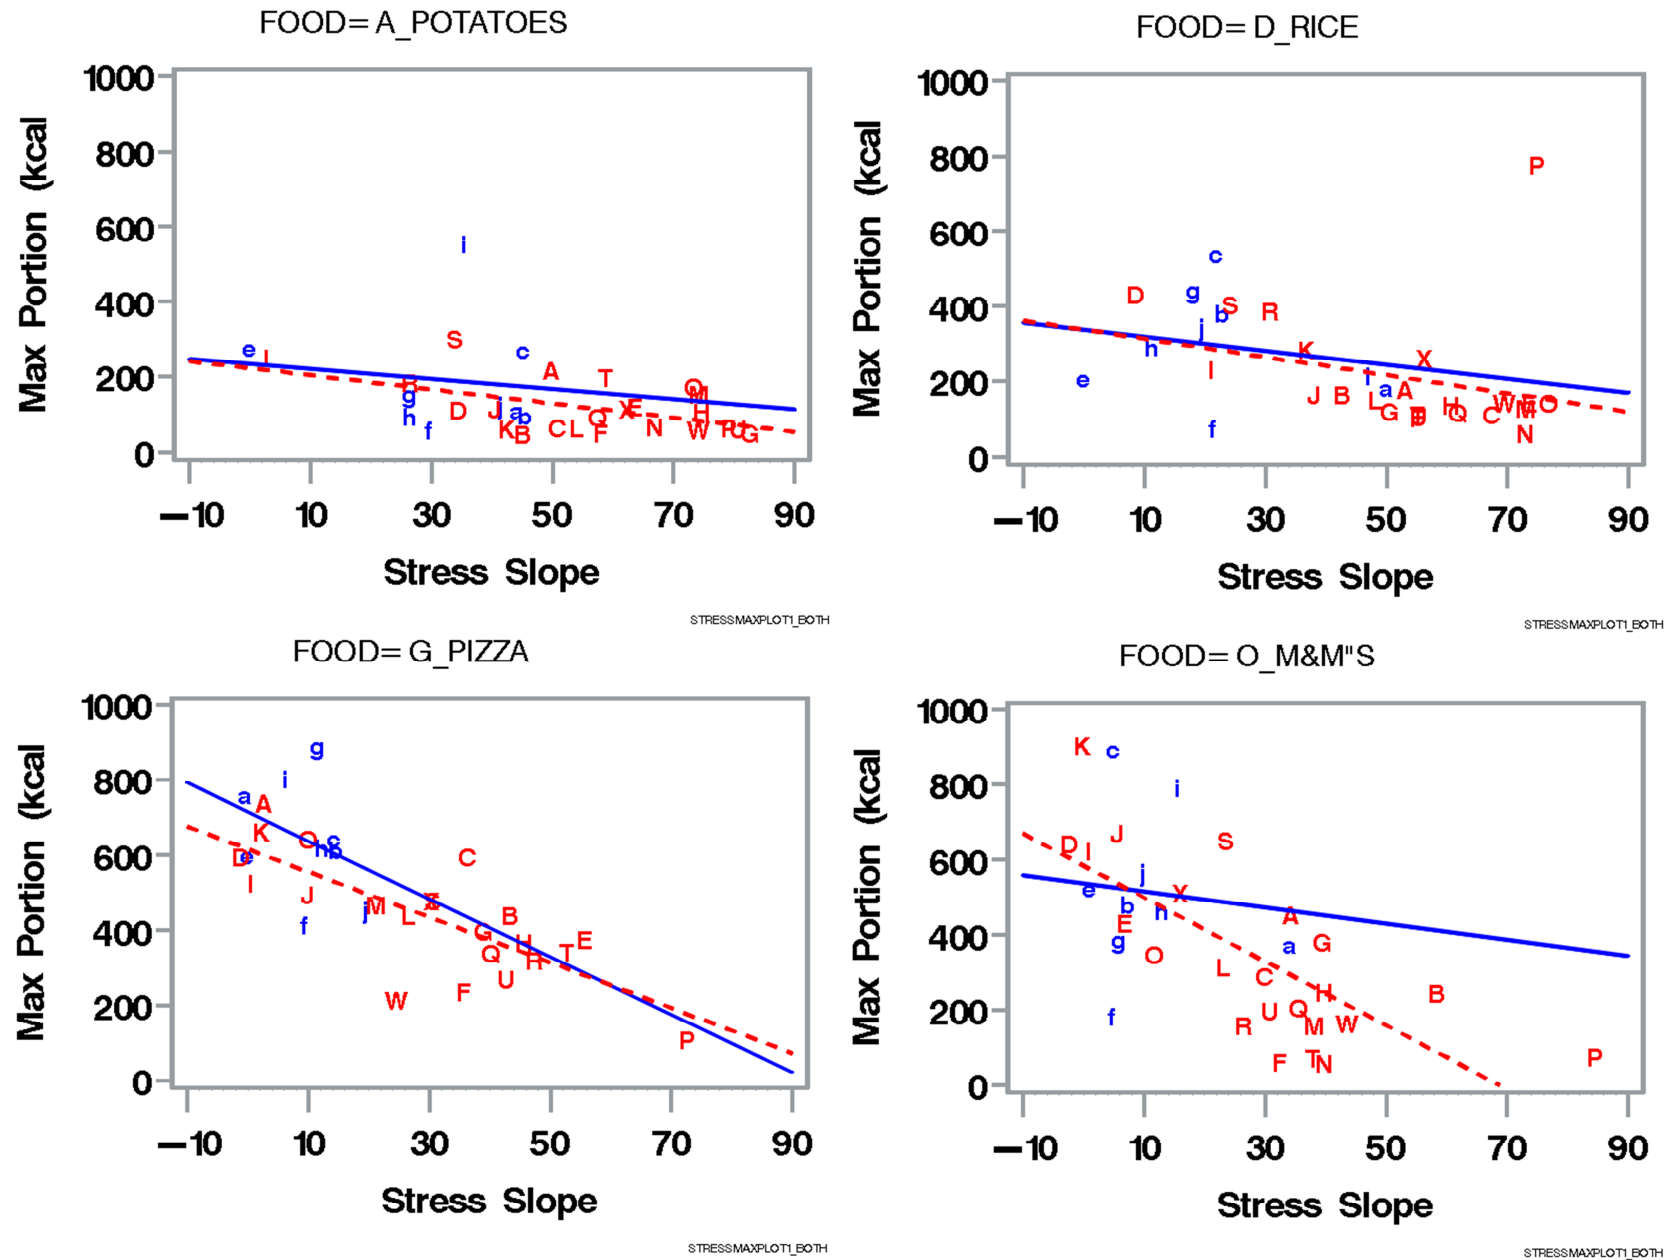 FOOD= A_POTATOES
1000
800
600
400
200
0
Max Portion (kcal
e
I
i
S
c
A
T
g
h
f
D
J
j
a
b
K
B
C
L
Q
F
X
E
N
O
M
H
W
R
U
G
−10 10 30 50 70 90
Stress Slope
STRESSMAXPLOT1_BOTH
FOOD= D_RICE
1000
800
600
400
200
0
Max Portion (kcal
P
c
D
g
S
b
R
j
h
K
I
e
f
X
i
a
A
J
B
L
G
H
Q
C
W
M
O
N
−10 10 30 50 70 90
Stress Slope
STRESSMAXPLOT1_BOTH
FOOD= G_PIZZA
1000
800
600
400
200
0
Max Portion (kcal
g
i
a
A
K
O
c
h
b
D
e
I
J
f
j
M
L
X
C
B
G
Q
H
R
T
E
U
F
W
P
−10 10 30 50 70 90
Stress Slope
STRESSMAXPLOT1_BOTH
FOOD= O_M&M"S
1000
800
600
400
200
0
Max Portion (kcal
K
c
i
J
S
D
I
j
e
X
b
h
E
A
g
a
G
O
L
C
H
B
f
U
Q
R
M
W
F
T
N
P
−10 10 30 50 70 90
Stress Slope
STRESSMAXPLOT1_BOTH